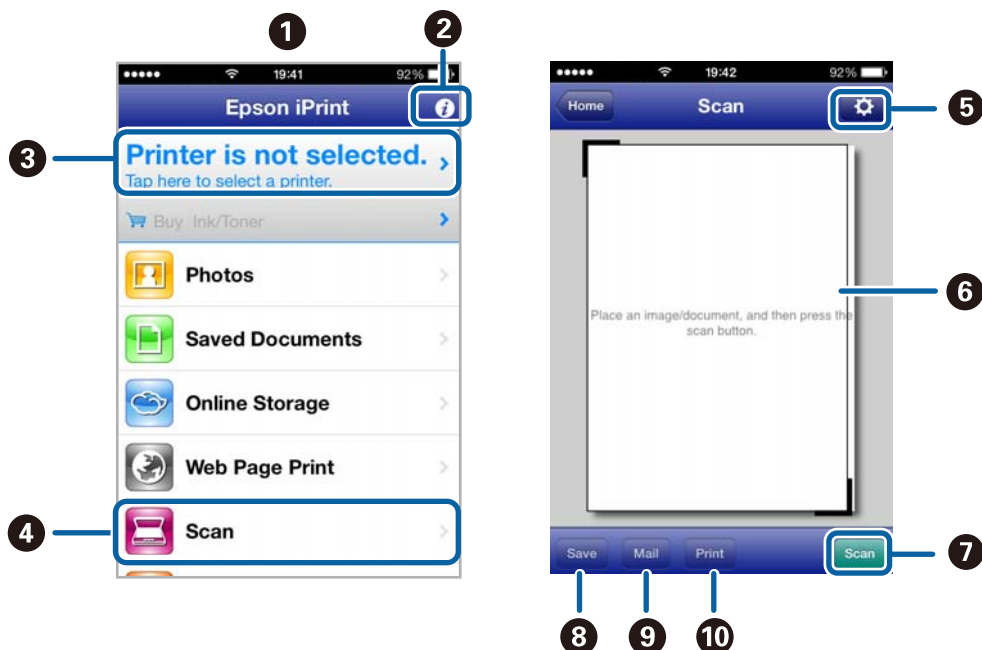 1
2
19:41
92%
Epson iPrint
i
3
Printer is not selected.
Tap here to select a printer.
Buy Ink/Toner
Photos
Saved Documents
Online Storage
Web Page Print
4
Scan
19:42
92%
Home
Scan
5
6
Place an image/document, and then press the
scan button.
Save
Mail
Print
Scan
7
8
9
10